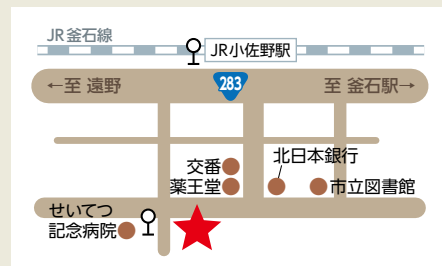 JR釜石線
JR小佐野駅
←至 遠野
283
至 釜石駅→
北日本銀行
交番
薬王堂
市立図書館
せいてつ
記念病院